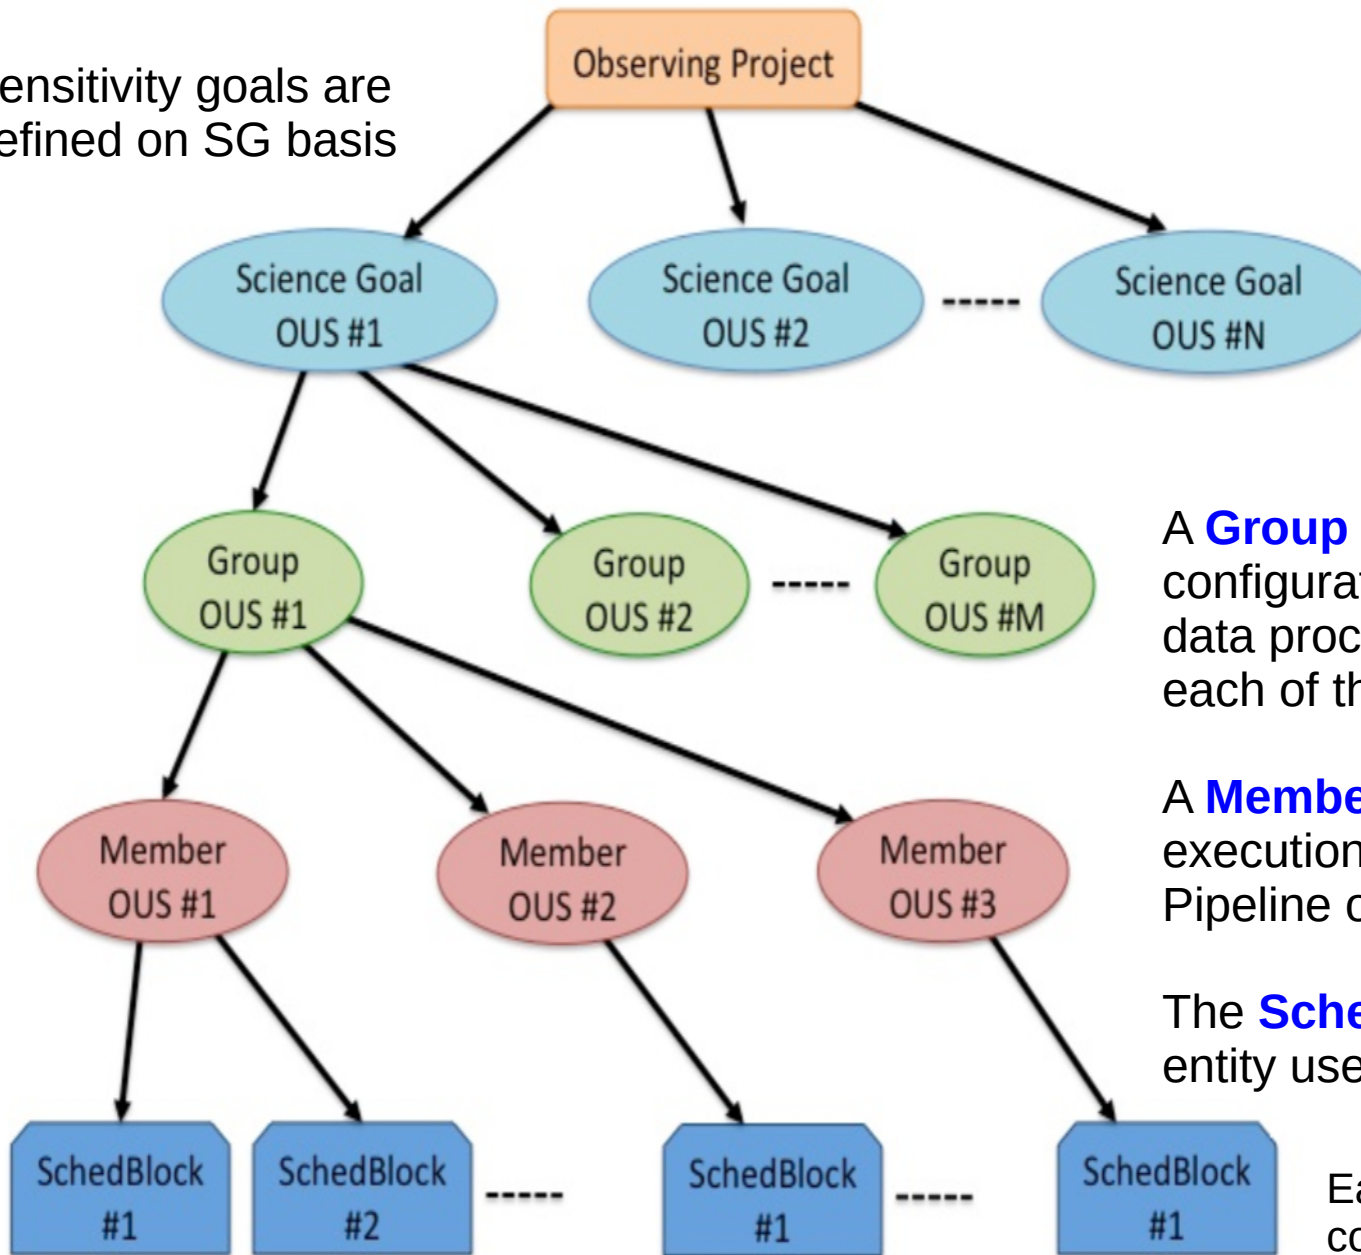 Observing Project
ensitivity goals are
efined on SG basis
Science Goal
OUS #1
Science Goal
OUS #2
-----
Science Goal
OUS #N
Group
OUS #1
Group
OUS #2
-----
Group
OUS #M
A Group
configurat
data proc
each of th
Member
OUS #1
Member
OUS #2
Member
OUS #3
A Membe
execution
Pipeline o
The Sche
entity use
SchedBlock
#1
SchedBlock
#2
-----
SchedBlock
#1
-----
SchedBlock
#1
Ea
co